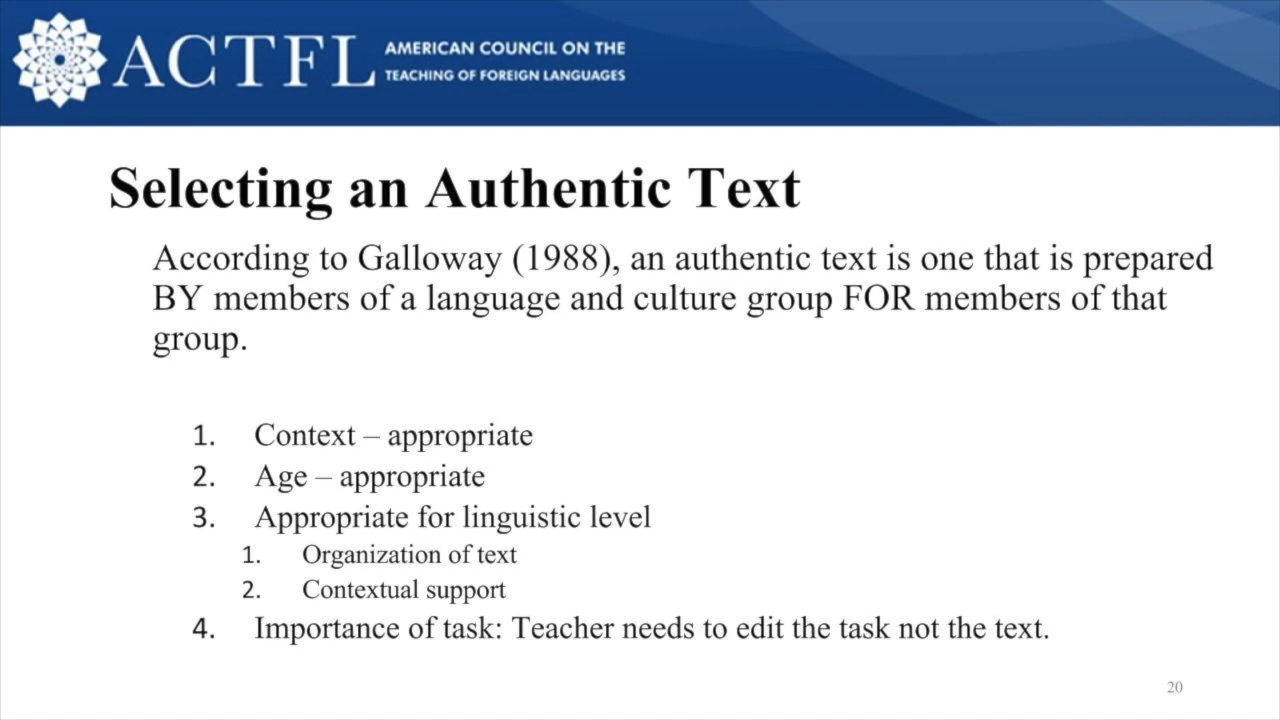 ACTFL
AMERICAN COUNCIL ON THE
TEACHING OF FOREIGN LANGUAGES
Selecting an Authentic Text
According to Galloway (1988), an authentic text is one that is prepared
BY members of a language and culture group FOR members of that
group.
1. Context – appropriate
2. Age – appropriate
3. Appropriate for linguistic level
1. Organization of text
2. Contextual support
4. Importance of task: Teacher needs to edit the task not the text.
20